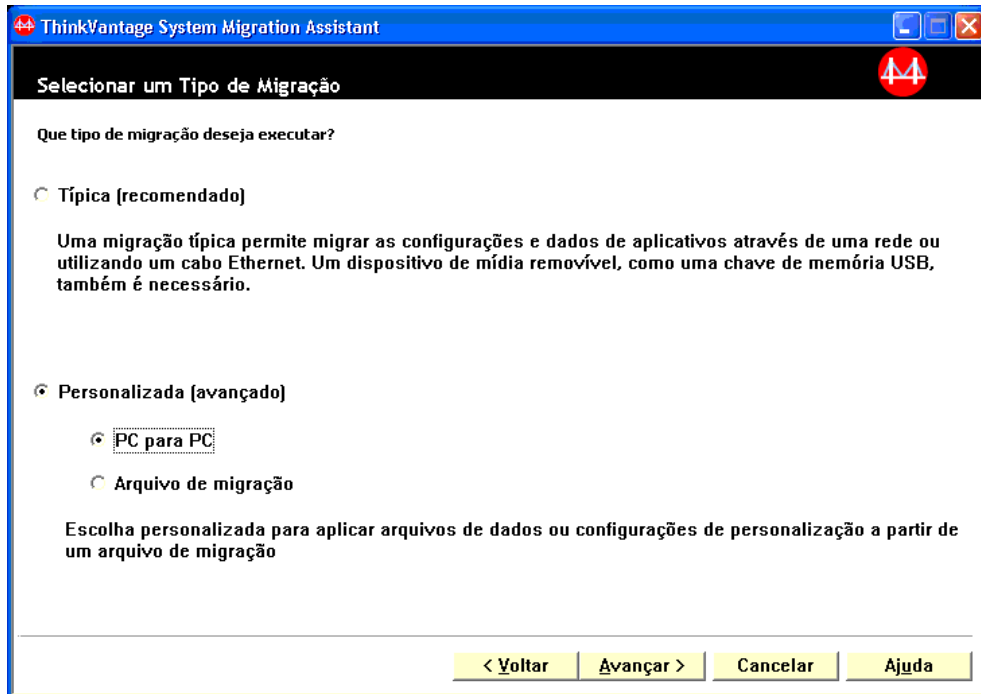 ThinkVantage System Migration Assistant
Selecionar um Tipo de Migração
Que tipo de migração deseja executar?
Típica (recomendado)
Uma migração típica permite migrar as configurações e dados de aplicativos através de uma rede ou
utilizando um cabo Ethernet. Um dispositivo de mídia removível, como uma chave de memória USB,
também é necessário.
Personalizada (avançado)
PC para PC
Arquivo de migração
Escolha personalizada para aplicar arquivos de dados ou configurações de personalização a partir de
um arquivo de migração
< Voltar Avançar > Cancelar Ajuda